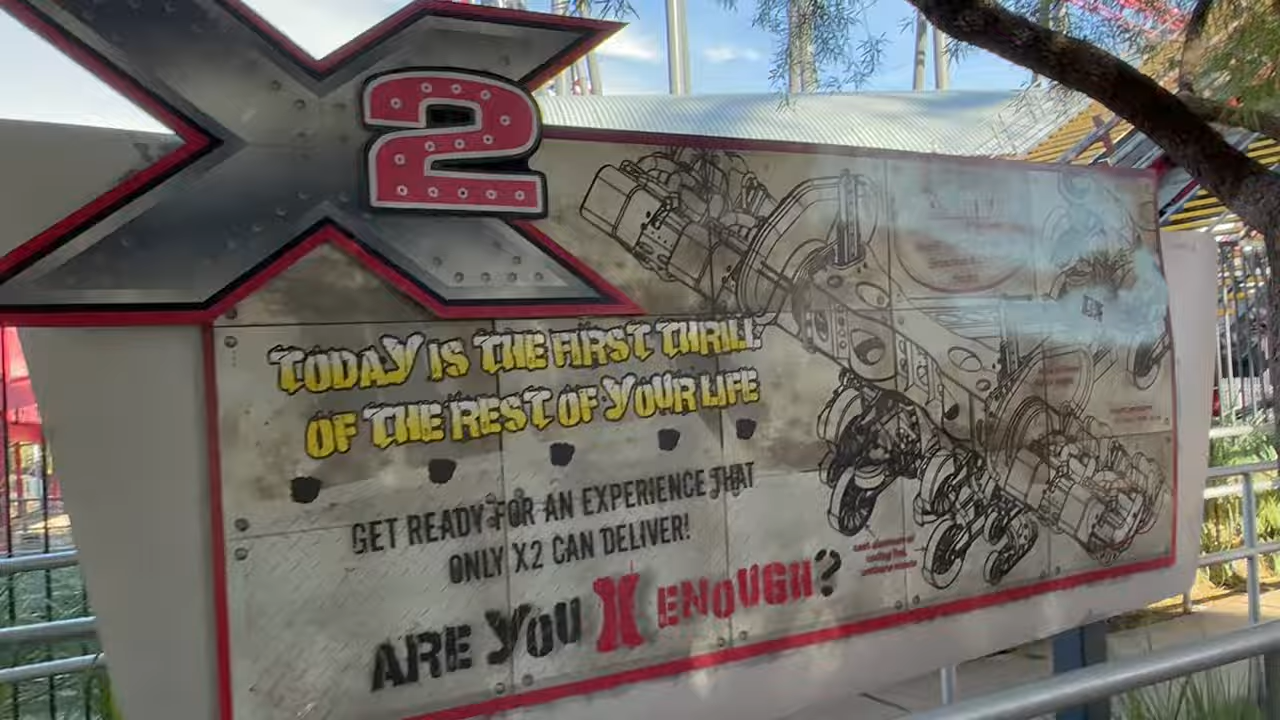 X2
TODAY IS THE FIRST THRILL
OF THE REST OF YOUR LIFE
GET READY FOR AN EXPERIENCE THAT
ONLY X2 CAN DELIVER!
ARE YOU X ENOUGH?